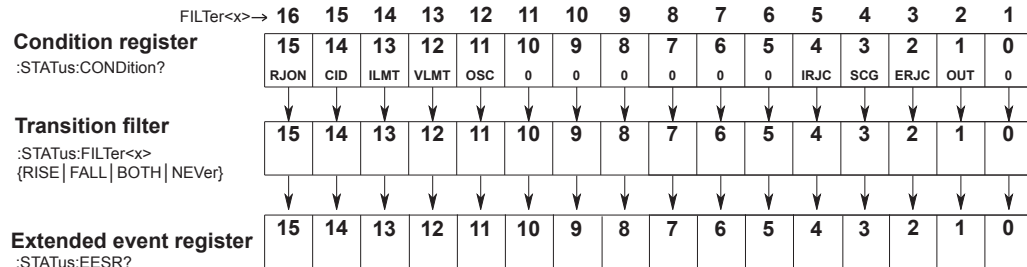 FILTer<x>→ 16 15 14 13 12 11 10 9 8 7 6 5 4 3 2 1
Condition register 15 14 13 12 11 10 9 8 7 6 5 4 3 2 1 0
:STATus:CONDition? RJON CID ILMT VLMT OSC 0 0 0 0 0 0 IRJC SCG ERJC OUT 0
Transition filter 15 14 13 12 11 10 9 8 7 6 5 4 3 2 1 0
:STATus:FILTer<x>
{RISE|FALL|BOTH|NEVer}
Extended event register 15 14 13 12 11 10 9 8 7 6 5 4 3 2 1 0
:STATus:EESR?